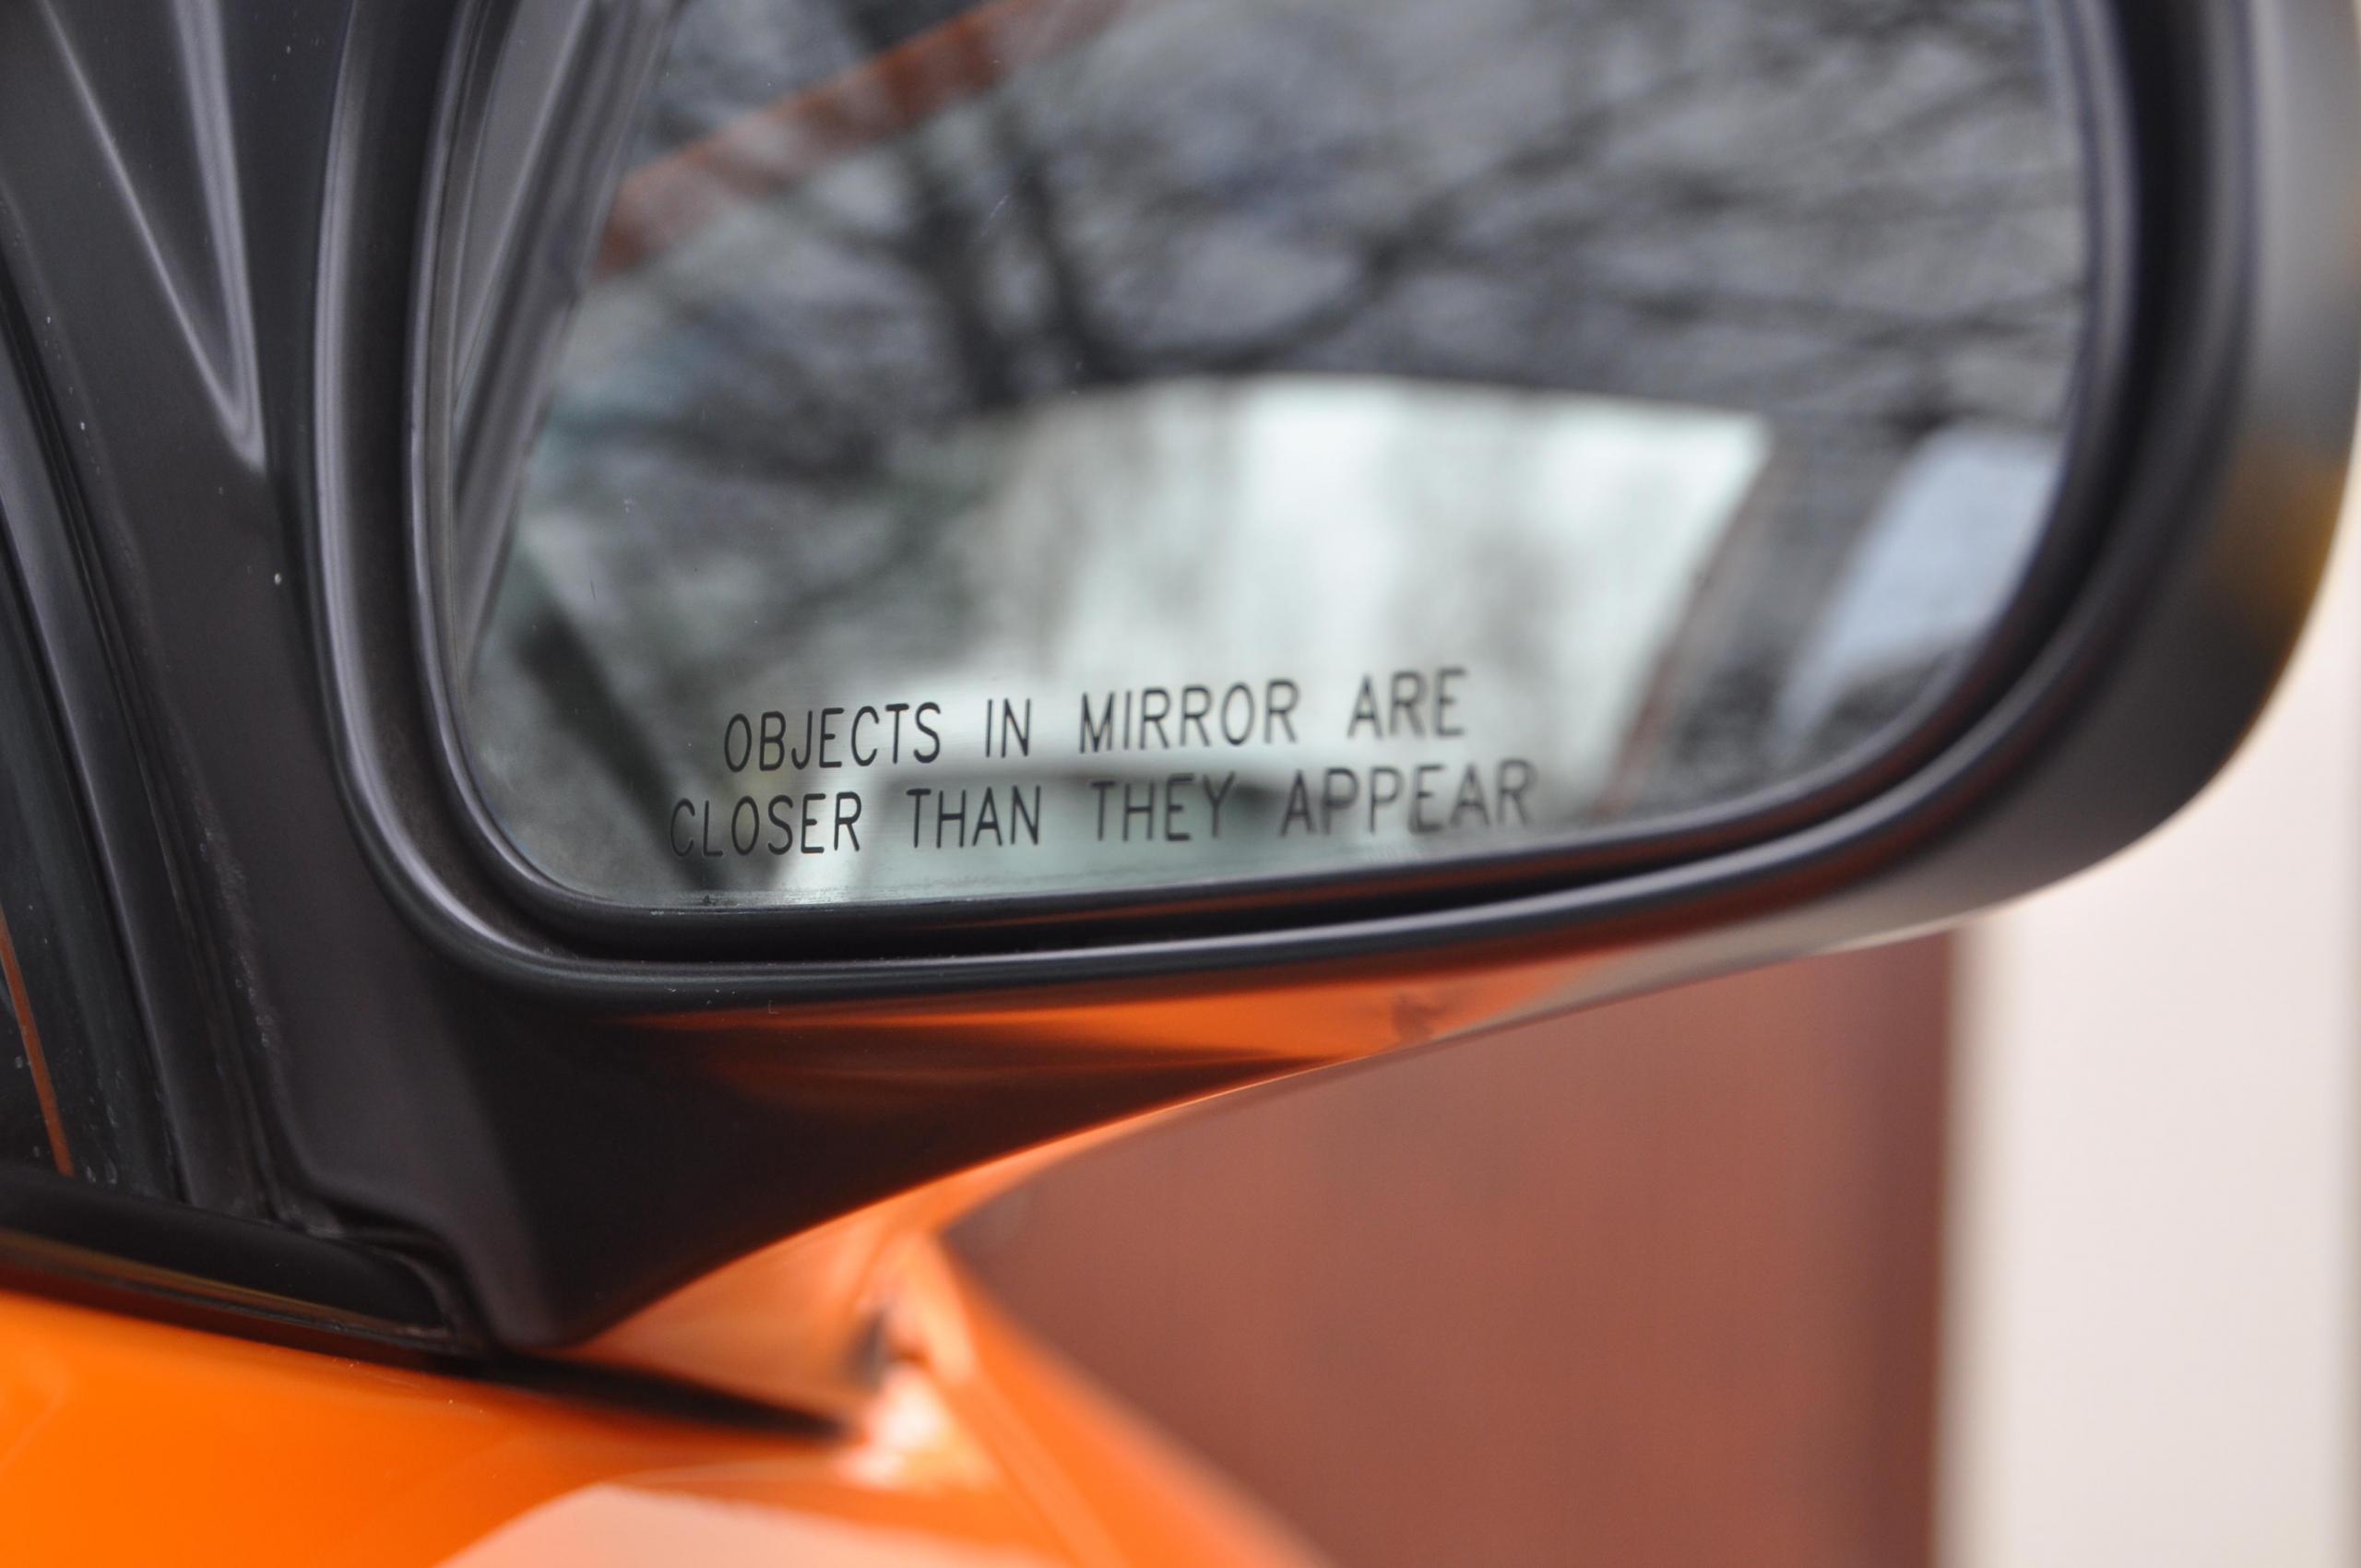 OBJECTS IN MIRROR ARE
CLOSER THAN THEY APPEAR